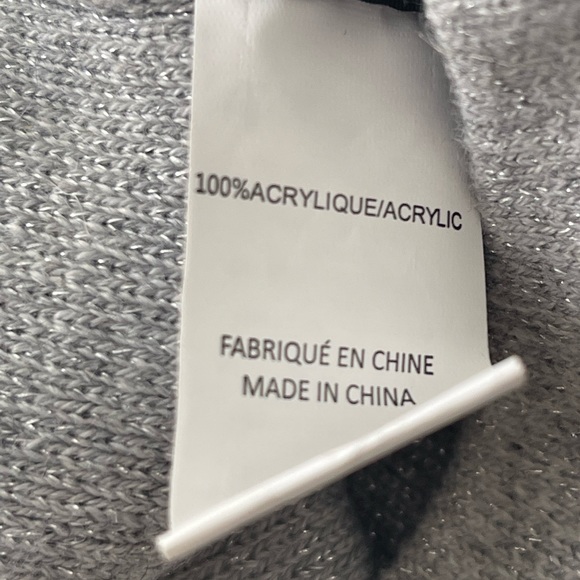 100%ACRYLIQUE/ACRYLIC
FABRIQUÉ EN CHINE
MADE IN CHINA